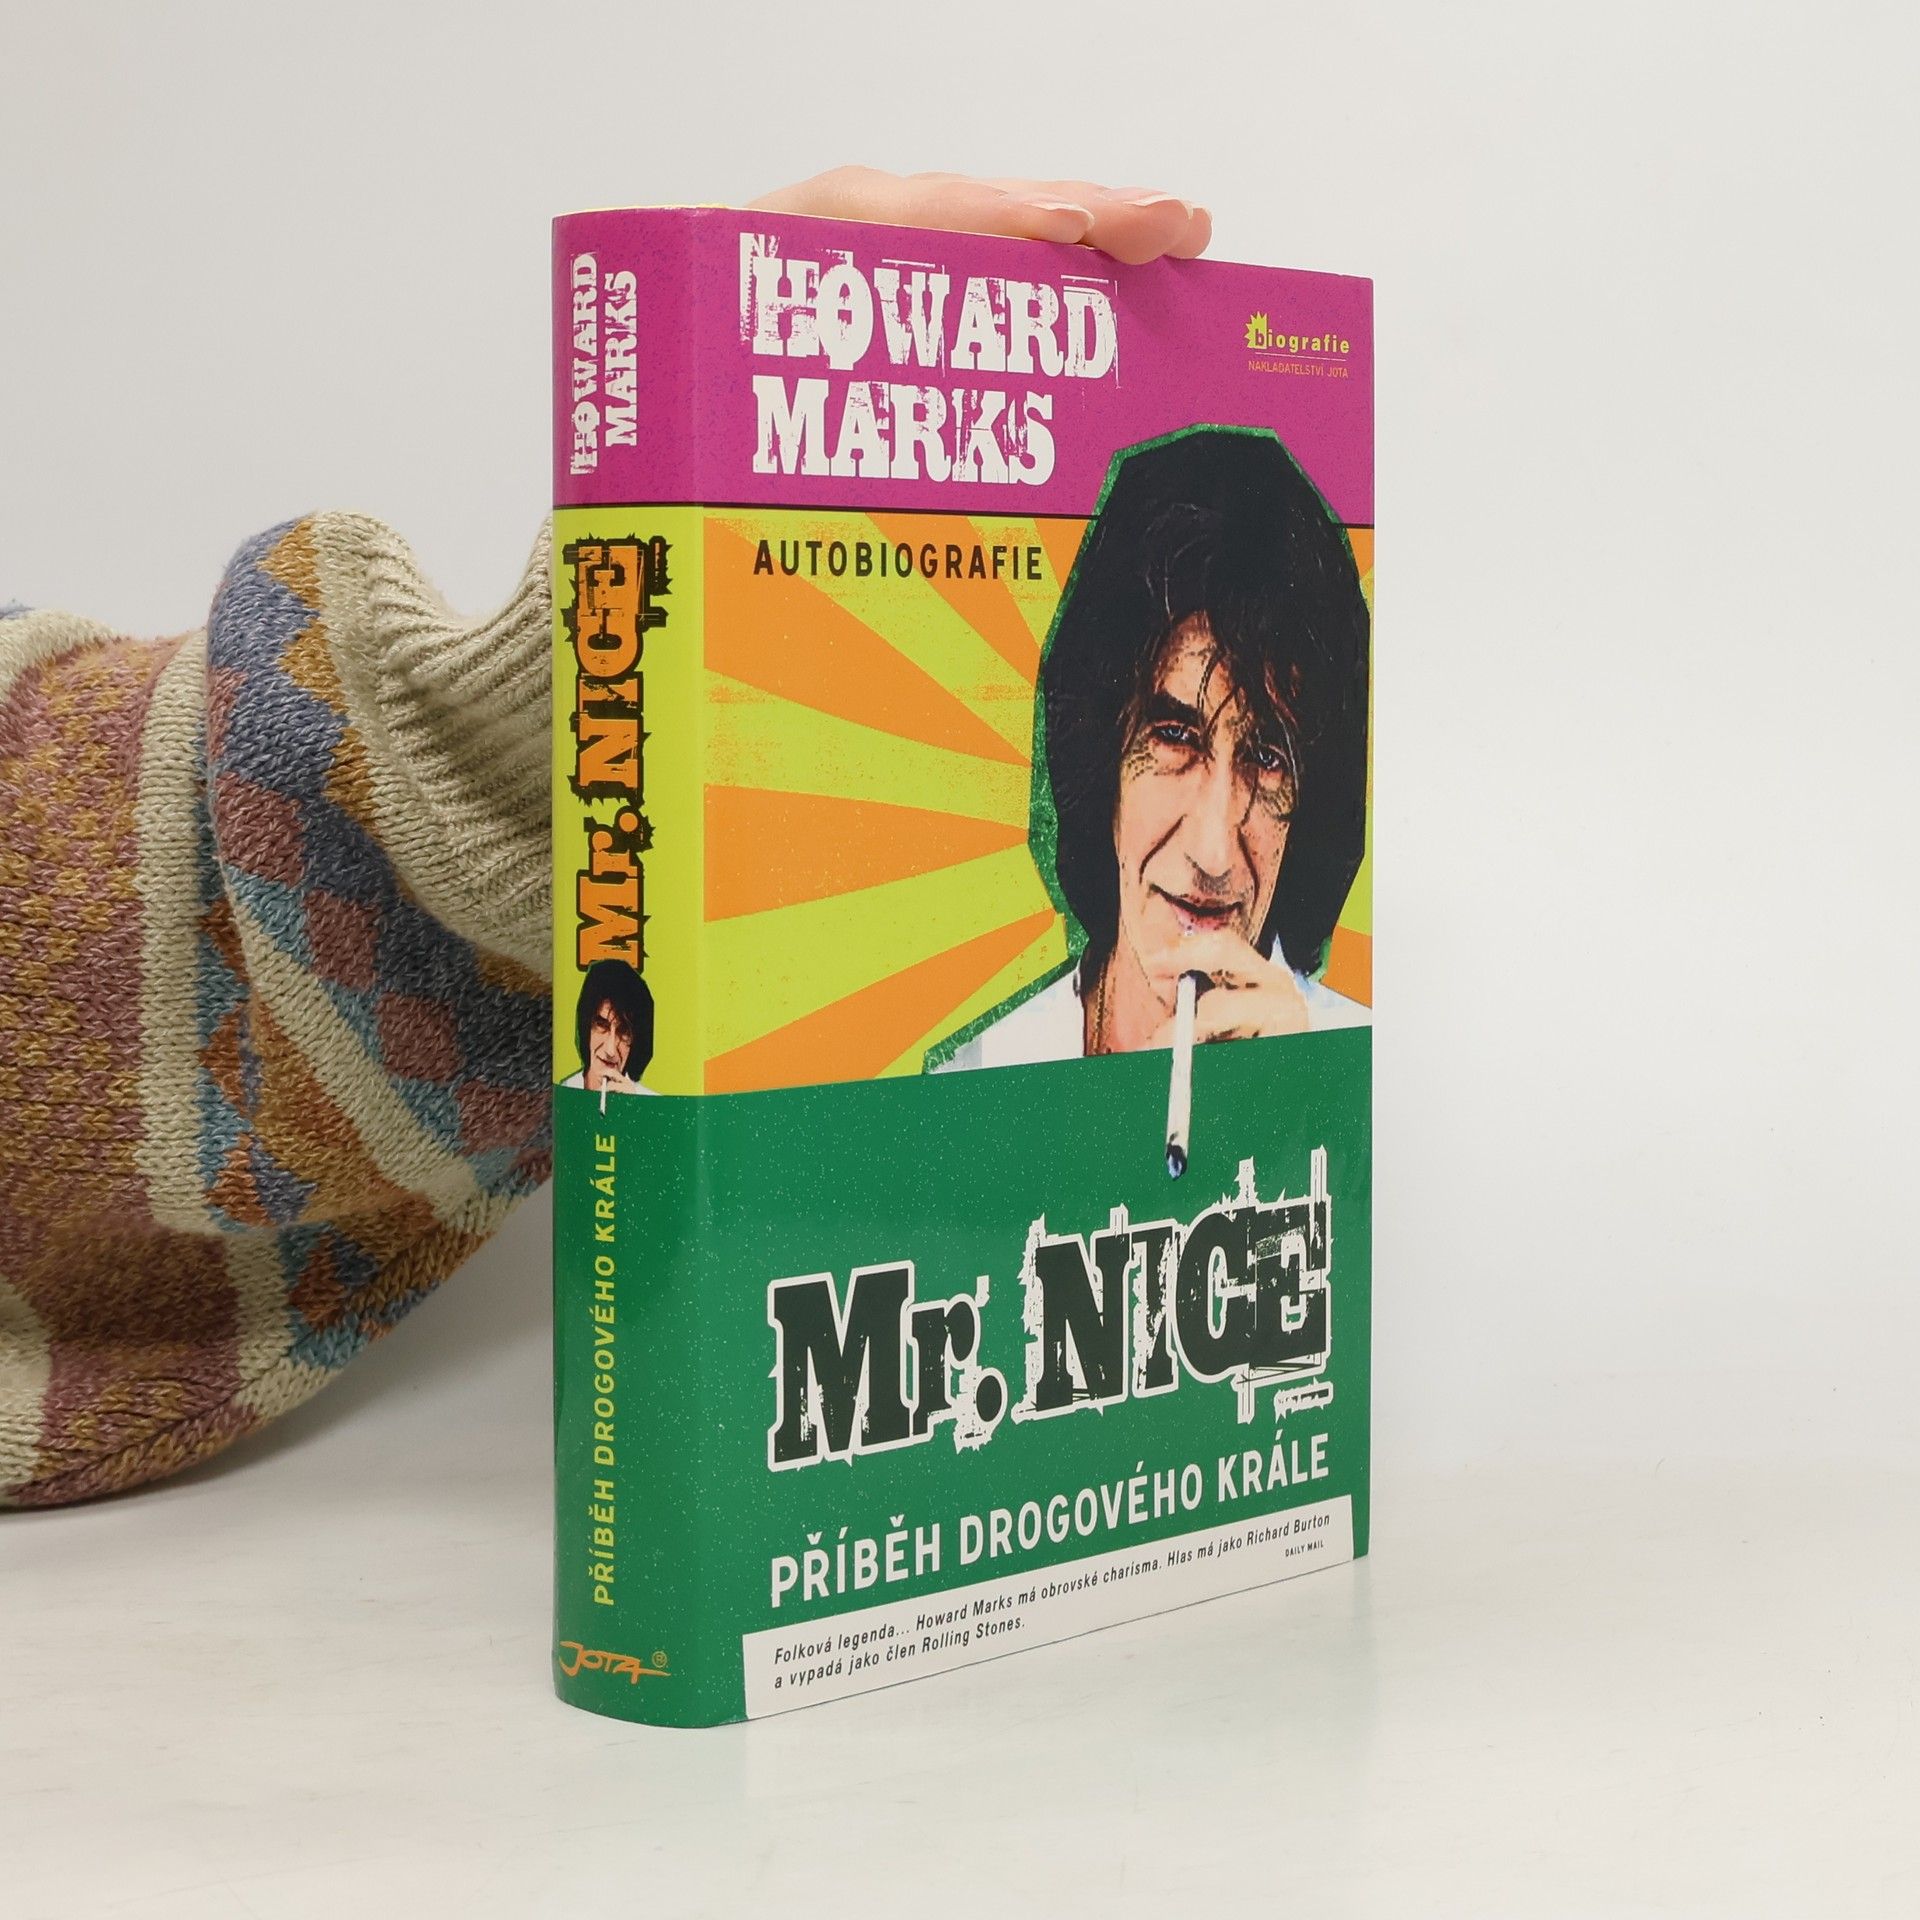 HOWARD
MARKS
Mr. NICE
PŘÍBĚH DROGOVÉHO KRÁLE
JOTA®
HOWARD
MARKS
biografie
NAKLADATELSTVÍ JOTA
AUTOBIOGRAFIE
Mr. NICE
PŘÍBĚH DROGOVÉHO KRÁLE
Folková legenda... Howard Marks má obrovské charisma. Hlas má jako Richard Burton
a vypadá jako člen Rolling Stones.
DAILY MAIL